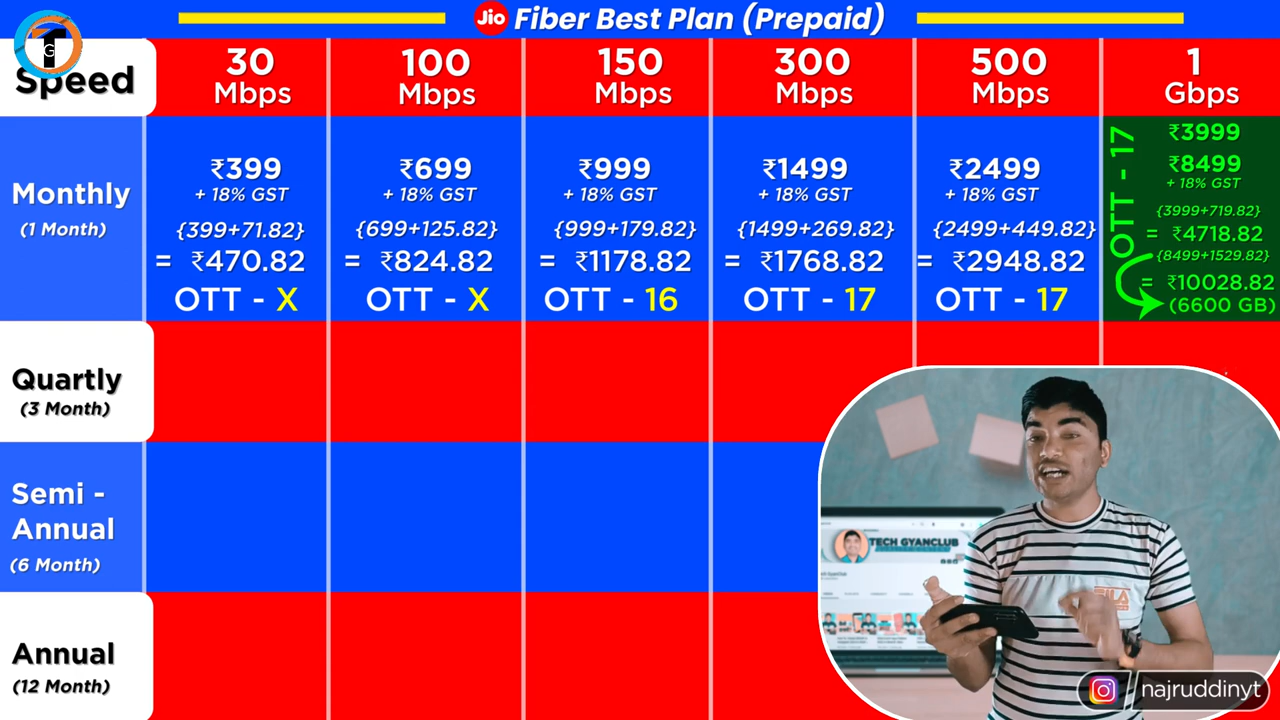 Jio Fiber Best Plan (Prepaid)
TG
Speed
30 Mbps
100 Mbps
150 Mbps
300 Mbps
500 Mbps
1 Gbps
Monthly
(1 Month)
₹399
+ 18% GST
{399+71.82}
= ₹470.82
OTT - X
₹699
+ 18% GST
{699+125.82}
= ₹824.82
OTT - X
₹999
+ 18% GST
{999+179.82}
= ₹1178.82
OTT - 16
₹1499
+ 18% GST
{1499+269.82}
= ₹1768.82
OTT - 17
₹2499
+ 18% GST
{2499+449.82}
= ₹2948.82
OTT - 17
OTT - 17
₹3999
₹8499
+ 18% GST
{3999+719.82}
= ₹4718.82
{8499+1529.82}
= ₹10028.82
(6600 GB)
Quartly
(3 Month)
Semi -
Annual
(6 Month)
Annual
(12 Month)
TECH GYANCLUB
FILA
najruddinyt